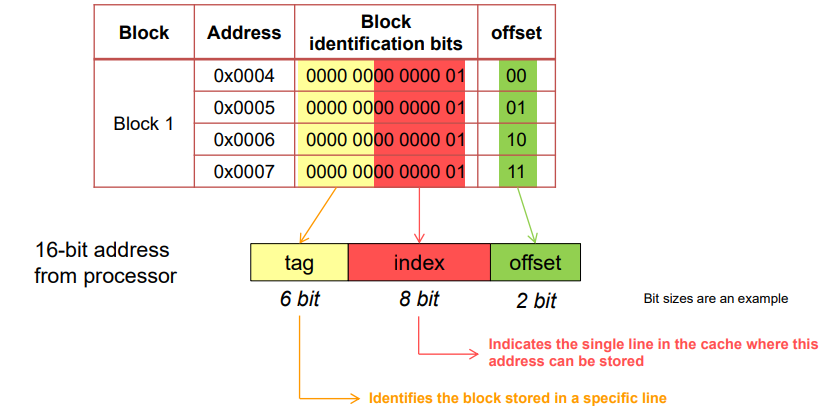 Block Address Block identification bits offset
Block 1
0x0004 0000 0000 0000 01 00
0x0005 0000 0000 0000 01 01
0x0006 0000 0000 0000 01 10
0x0007 0000 0000 0000 01 11
16-bit address
from processor
tag index offset
6 bit 8 bit 2 bit
Bit sizes are an example
Indicates the single line in the cache where this
address can be stored
Identifies the block stored in a specific line